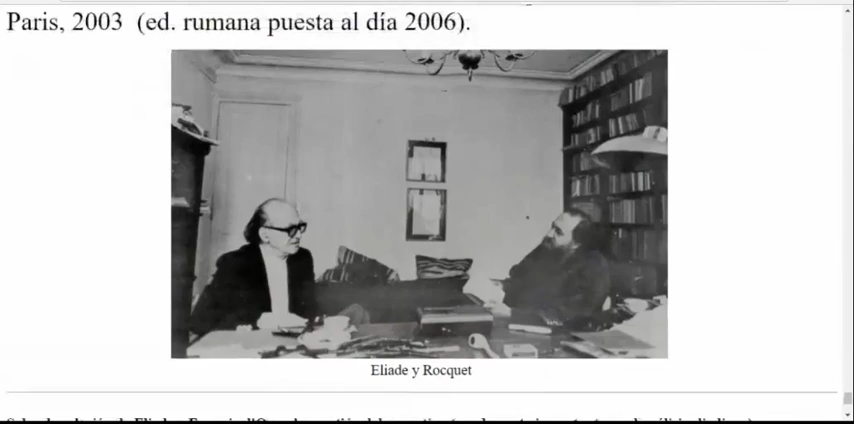 Paris, 2003 (ed. rumana puesta al día 2006).
Eliade y Rocquet